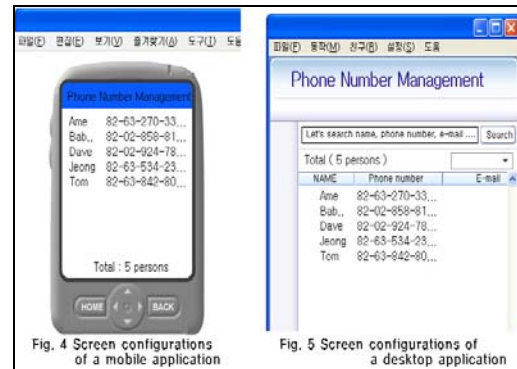 파일(F) 편집(E) 보기(V) 즐겨찾기(A) 도구(T) 도움
Phone Number Management
Ame 82-63-270-33...
Bab.. 82-02-858-81...
Dave 82-02-924-78...
Jeong 82-63-534-23...
Tom 82-63-842-80...
Total : 5 persons
HOME BACK
Fig. 4 Screen configurations
of a mobile application
파일(F) 동작(M) 친구(B) 설정(S) 도움
Phone Number Management
Let's search name, phone number, e-mail .... Search
Total ( 5 persons )
NAME Phone number E-mail
Ame 82-63-270-33...
Bab.. 82-02-858-81...
Dave 82-02-924-78...
Jeong 82-63-534-23...
Tom 82-63-842-80...
Fig. 5 Screen configurations of
a desktop application